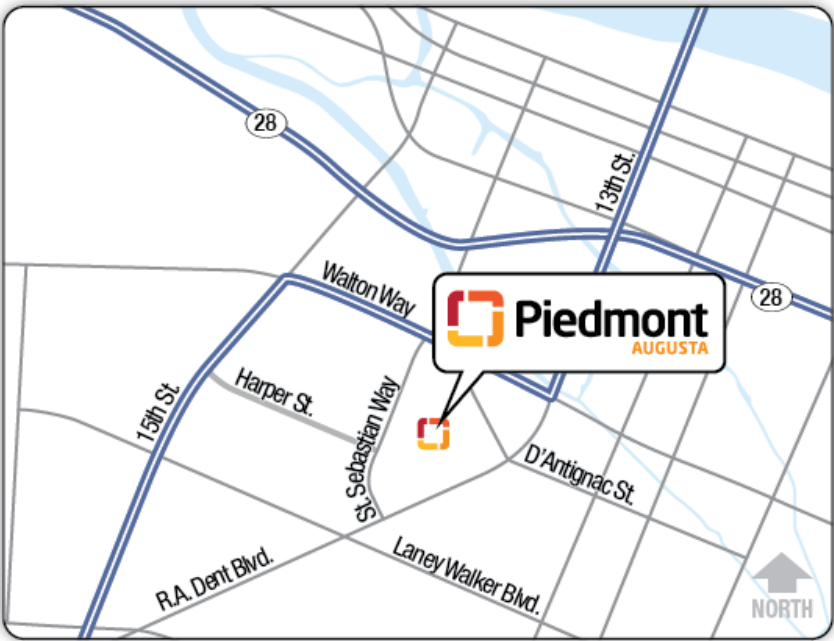 28
13th St.
Walton Way
28
Piedmont
AUGUSTA
Harper St.
15th St.
St. Sebastian Way
D'Antignac St.
R.A. Dent Blvd.
Laney Walker Blvd.
NORTH